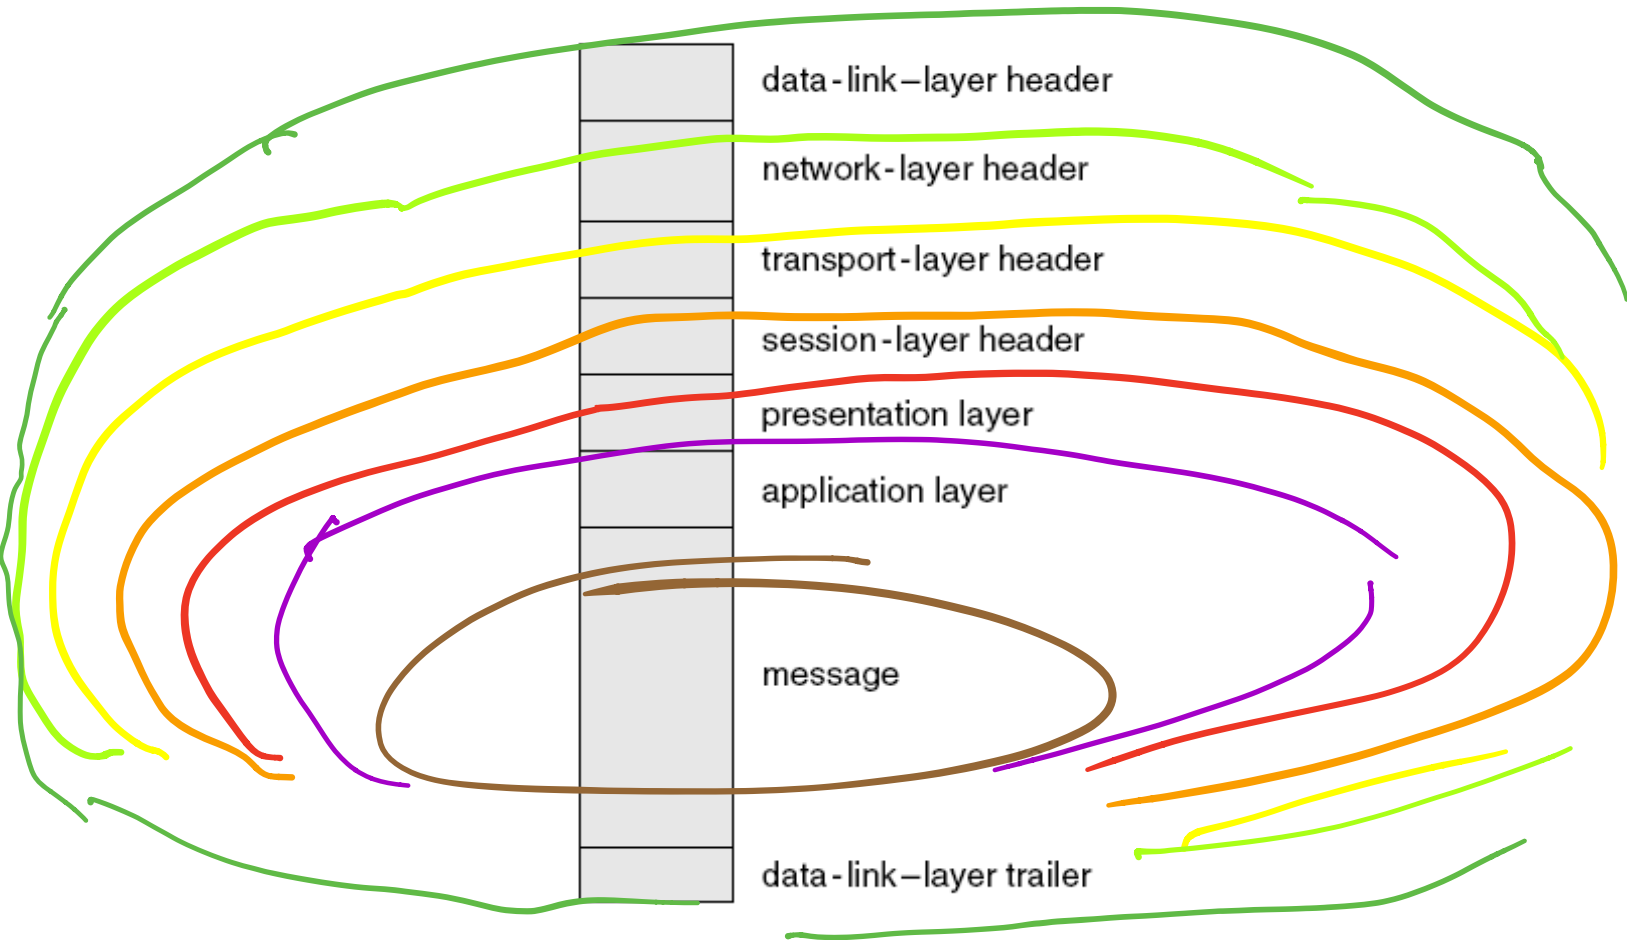 data-link–layer header
network-layer header
transport-layer header
session-layer header
presentation layer
application layer
message
data-link–layer trailer